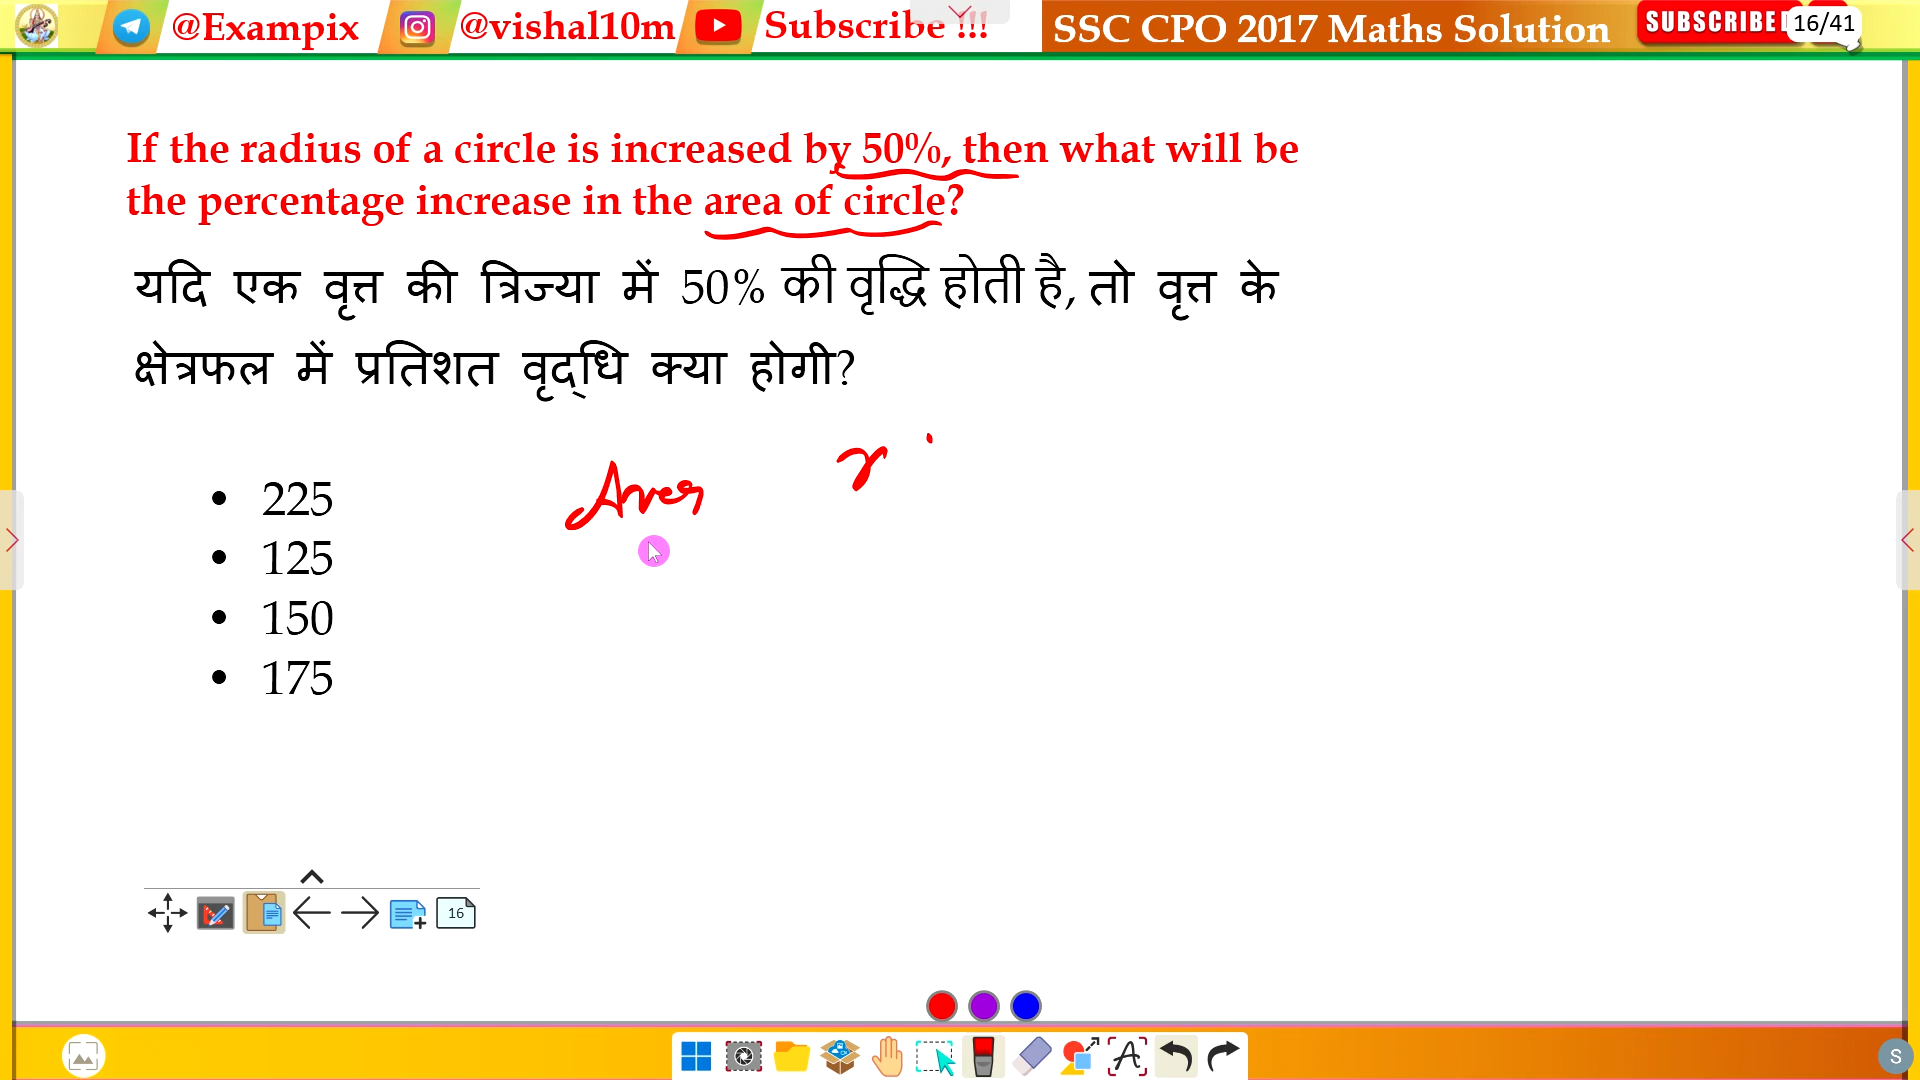 @Exampix @vishal10m Subscribe !!! SSC CPO 2017 Maths Solution SUBSCRIBED 16/41
If the radius of a circle is increased by 50%, then what will be
the percentage increase in the area of circle?
यदि एक वृत्त की त्रिज्या में 50% की वृद्धि होती है, तो वृत्त के
क्षेत्रफल में प्रतिशत वृद्धि क्या होगी?
• 225
• 125
• 150
• 175
Area r
16
S